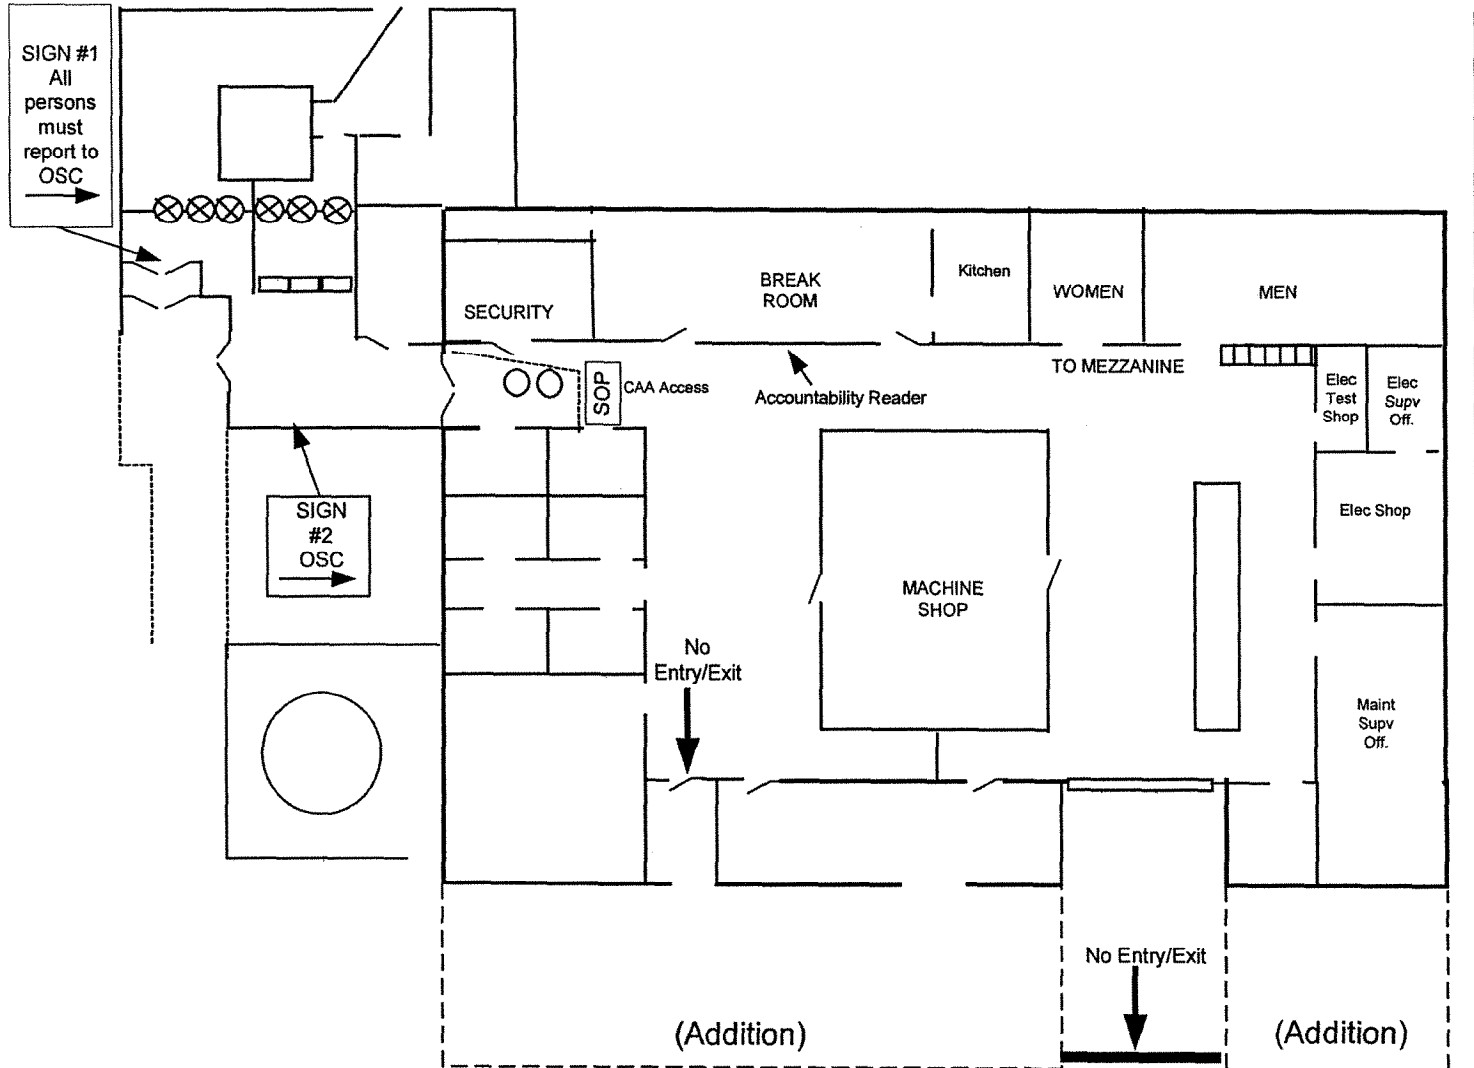 SIGN #1
All
persons
must
report to
OSC
SECURITY
BREAK
ROOM
Kitchen
WOMEN
MEN
TO MEZZANINE
SOP
CAA Access
Accountability Reader
Elec
Test
Shop
Elec
Supv
Off.
SIGN
#2
OSC
Elec Shop
MACHINE
SHOP
No
Entry/Exit
Maint
Supv
Off.
No Entry/Exit
(Addition)
(Addition)